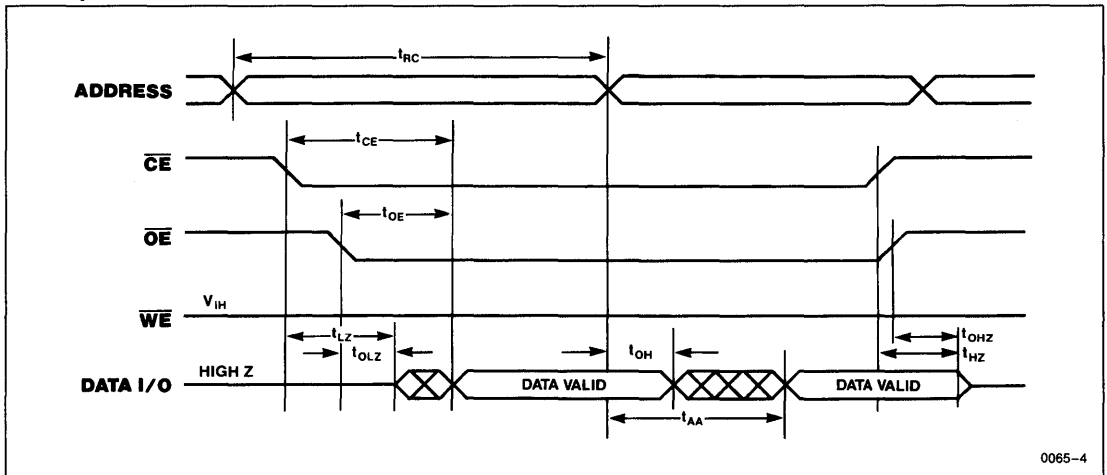 tRC
ADDRESS
tCE
CE
tOE
OE
VIH
WE
tLZ
tOHZ
tOLZ
tOH
tHZ
HIGH Z
DATA I/O
DATA VALID
DATA VALID
tAA
0065-4